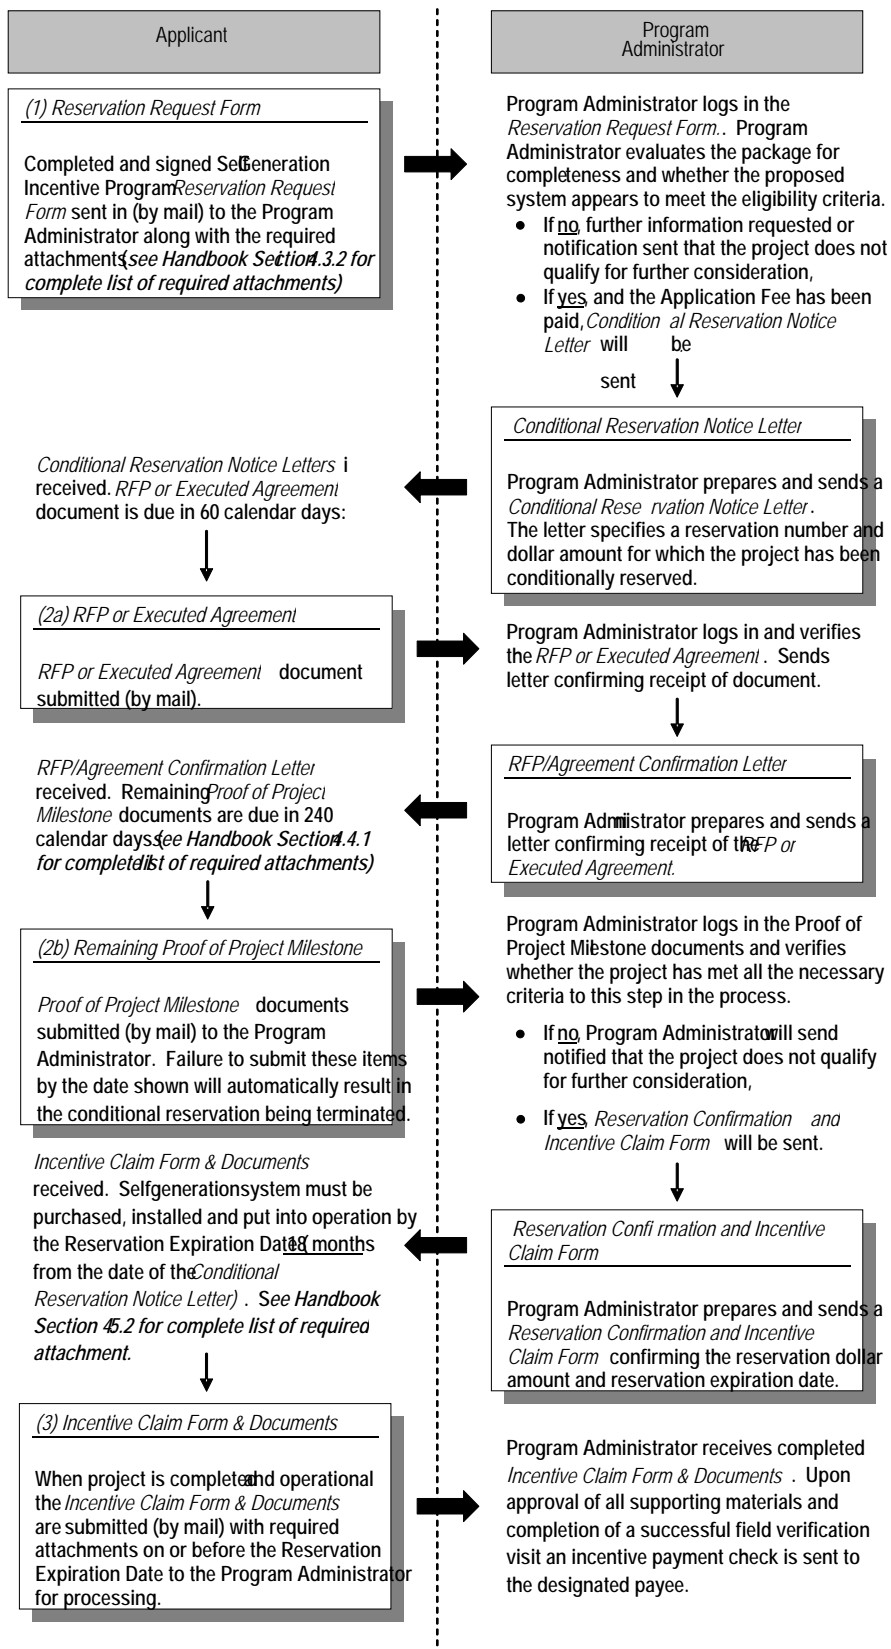 Applicant
Program
Administrator
(1) Reservation Request Form
Completed and signed Self Generation
Incentive Program Reservation Request
Form sent in (by mail) to the Program
Administrator along with the required
attachments (see Handbook Section 4.3.2 for
complete list of required attachments)
Program Administrator logs in the
Reservation Request Form.. Program
Administrator evaluates the package for
completeness and whether the proposed
system appears to meet the eligibility criteria.
• If no, further information requested or
notification sent that the project does not
qualify for further consideration,
• If yes, and the Application Fee has been
paid, Condition al Reservation Notice
Letter will be
sent
Conditional Reservation Notice Letter
Program Administrator prepares and sends a
Conditional Rese rvation Notice Letter.
The letter specifies a reservation number and
dollar amount for which the project has been
conditionally reserved.
Conditional Reservation Notice Letters i
received. RFP or Executed Agreement
document is due in 60 calendar days:
(2a) RFP or Executed Agreement
RFP or Executed Agreement document
submitted (by mail).
Program Administrator logs in and verifies
the RFP or Executed Agreement. Sends
letter confirming receipt of document.
RFP/Agreement Confirmation Letter
Program Administrator prepares and sends a
letter confirming receipt of the RFP or
Executed Agreement.
RFP/Agreement Confirmation Letter
received. Remaining Proof of Project
Milestone documents are due in 240
calendar days (see Handbook Section 4.4.1
for complete list of required attachments)
(2b) Remaining Proof of Project Milestone
Proof of Project Milestone documents
submitted (by mail) to the Program
Administrator. Failure to submit these items
by the date shown will automatically result in
the conditional reservation being terminated.
Program Administrator logs in the Proof of
Project Milestone documents and verifies
whether the project has met all the necessary
criteria to this step in the process.
• If no, Program Administrator will send
notified that the project does not qualify
for further consideration,
• If yes, Reservation Confirmation and
Incentive Claim Form will be sent.
Reservation Confi rmation and Incentive
Claim Form
Program Administrator prepares and sends a
Reservation Confirmation and Incentive
Claim Form confirming the reservation dollar
amount and reservation expiration date.
Incentive Claim Form & Documents
received. Selfgeneration system must be
purchased, installed and put into operation by
the Reservation Expiration Date (18 months
from the date of the Conditional
Reservation Notice Letter) . See Handbook
Section 4.5.2 for complete list of required
attachment.
(3) Incentive Claim Form & Documents
When project is completed and operational
the Incentive Claim Form & Documents
are submitted (by mail) with required
attachments on or before the Reservation
Expiration Date to the Program Administrator
for processing.
Program Administrator receives completed
Incentive Claim Form & Documents . Upon
approval of all supporting materials and
completion of a successful field verification
visit an incentive payment check is sent to
the designated payee.